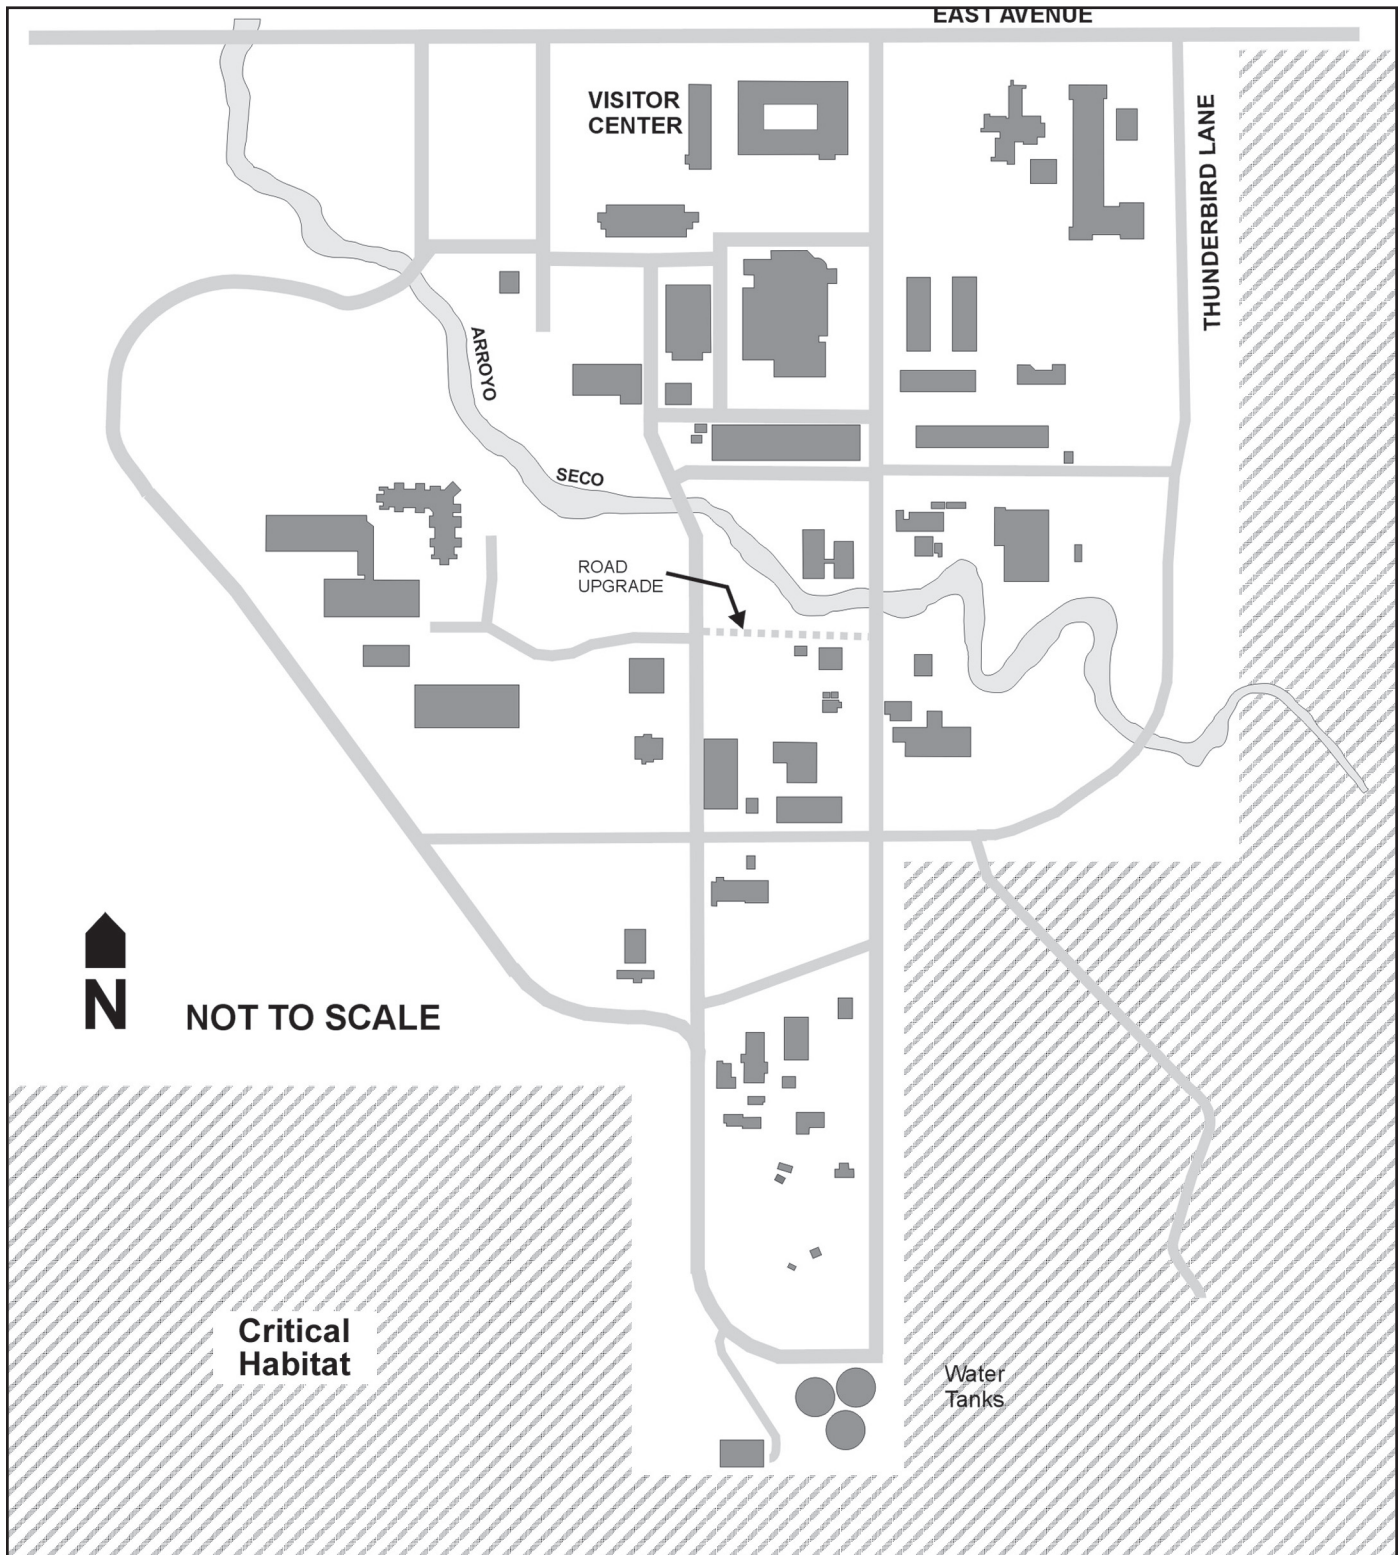 EAST AVENUE
VISITOR
CENTER
THUNDERBIRD LANE
ARROYO
SECO
ROAD
UPGRADE
N
NOT TO SCALE
Critical
Habitat
Water
Tanks